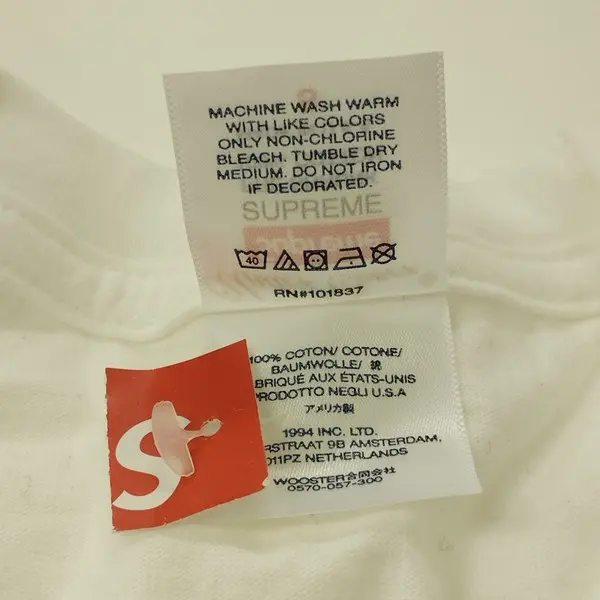 MACHINE WASH WARM
WITH LIKE COLORS
ONLY NON-CHLORINE
BLEACH. TUMBLE DRY
MEDIUM. DO NOT IRON
IF DECORATED.
SUPREME
40
RN#101837
100% COTON/ COTONE/
BAUMWOLLE/ 綿
ABRIQUÉ AUX ÉTATS-UNIS
PRODOTTO NEGLI U.S.A
アメリカ製
1994 INC. LTD.
RSTRAAT 9B AMSTERDAM,
011PZ NETHERLANDS
WOOSTER合同会社
0570-057-300
S